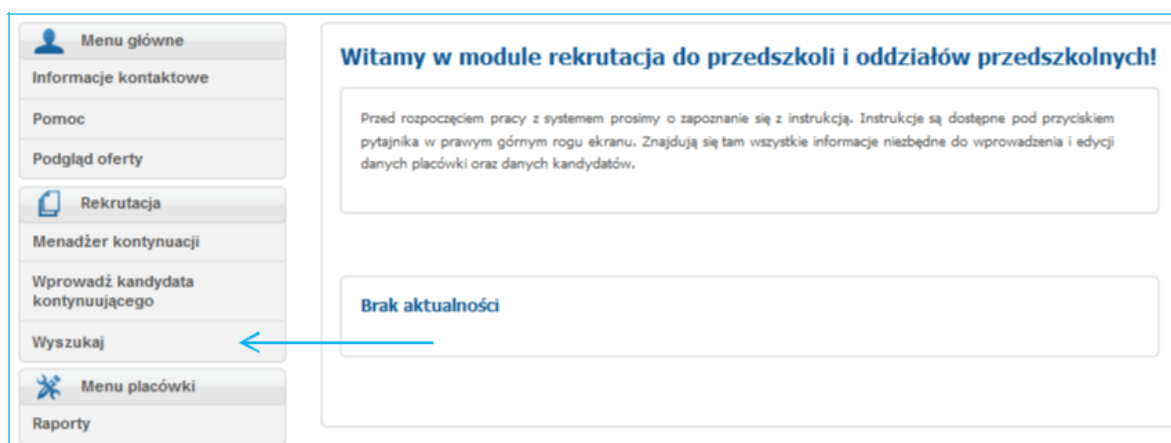 Menu główne
Informacje kontaktowe
Pomoc
Podgląd oferty
Rekrutacja
Menadżer kontynuacji
Wprowadź kandydata
kontynuującego
Wyszukaj
Menu placówki
Raporty
Witamy w module rekrutacja do przedszkoli i oddziałów przedszkolnych!
Przed rozpoczęciem pracy z systemem prosimy o zapoznanie się z instrukcją. Instrukcje są dostępne pod przyciskiem
pytajnika w prawym górnym rogu ekranu. Znajdują się tam wszystkie informacje niezbędne do wprowadzenia i edycji
danych placówki oraz danych kandydatów.
Brak aktualności